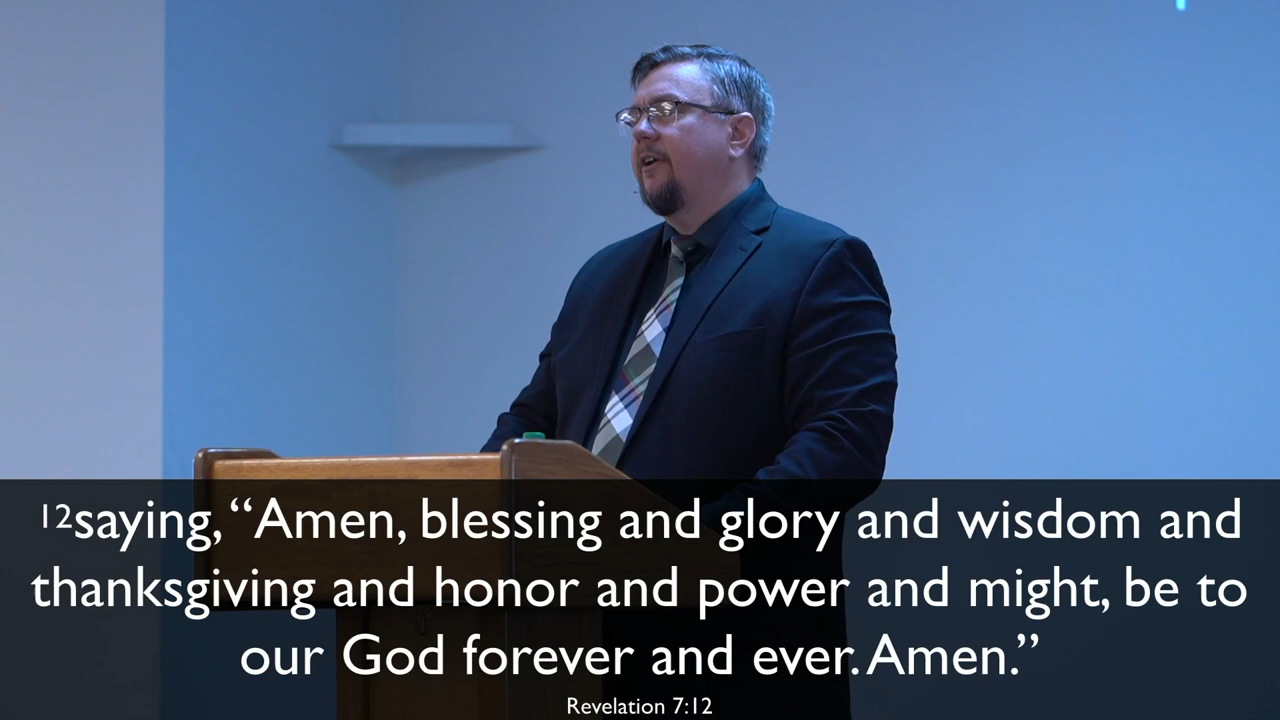 12saying, “Amen, blessing and glory and wisdom and
thanksgiving and honor and power and might, be to
our God forever and ever. Amen.”
Revelation 7:12